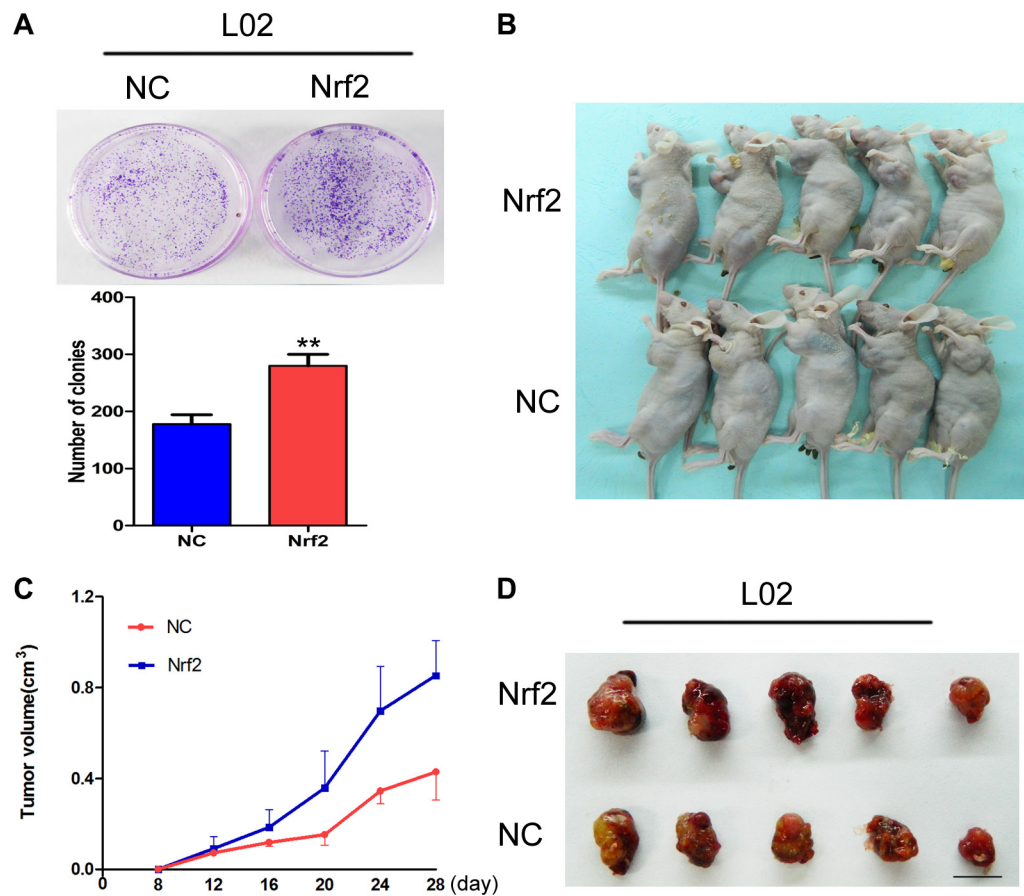 A
L02
NC Nrf2
400
300
200
100
0
Number of clonies
**
NC Nrf2
B
Nrf2
NC
C
1.2
0.8
0.4
0.0
Tumor volume(cm³)
NC
Nrf2
0 8 12 16 20 24 28 (day)
D
L02
Nrf2
NC